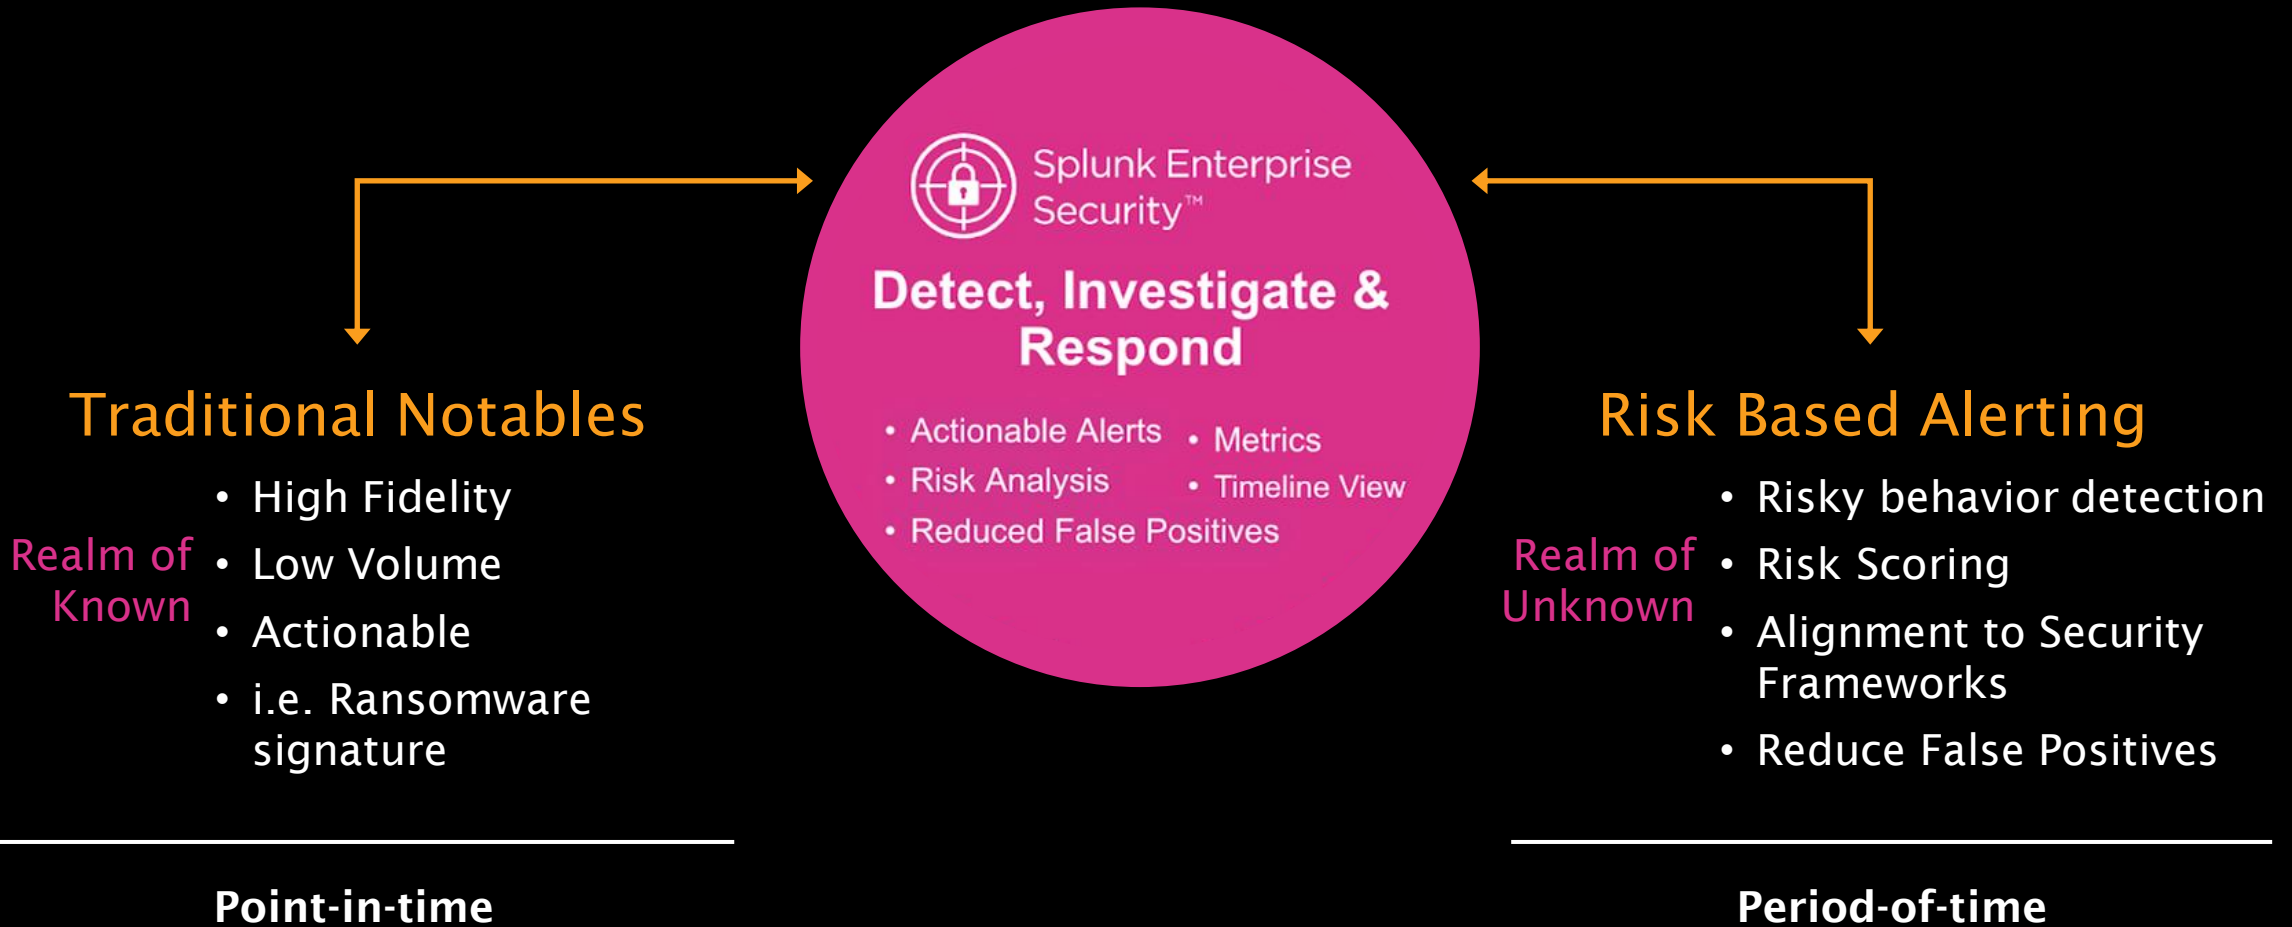 Splunk Enterprise
Security™
Detect, Investigate &
Respond
• Actionable Alerts
• Risk Analysis
• Reduced False Positives
• Metrics
• Timeline View
Traditional Notables
Realm of
Known
• High Fidelity
• Low Volume
• Actionable
• i.e. Ransomware
signature
Point-in-time
Risk Based Alerting
Realm of
Unknown
• Risky behavior detection
• Risk Scoring
• Alignment to Security
Frameworks
• Reduce False Positives
Period-of-time